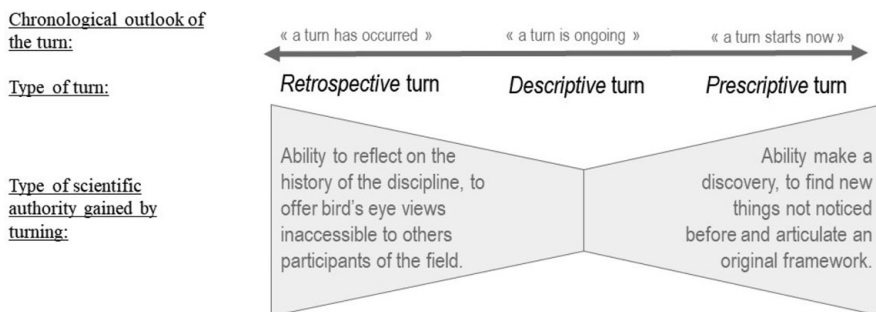 Chronological outlook of
the turn:
« a turn has occurred »
« a turn is ongoing »
« a turn starts now »
Type of turn:
Retrospective turn
Descriptive turn
Prescriptive turn
Type of scientific
authority gained by
turning:
Ability to reflect on the
history of the discipline, to
offer bird's eye views
inaccessible to others
participants of the field.
Ability make a
discovery, to find new
things not noticed
before and articulate an
original framework.